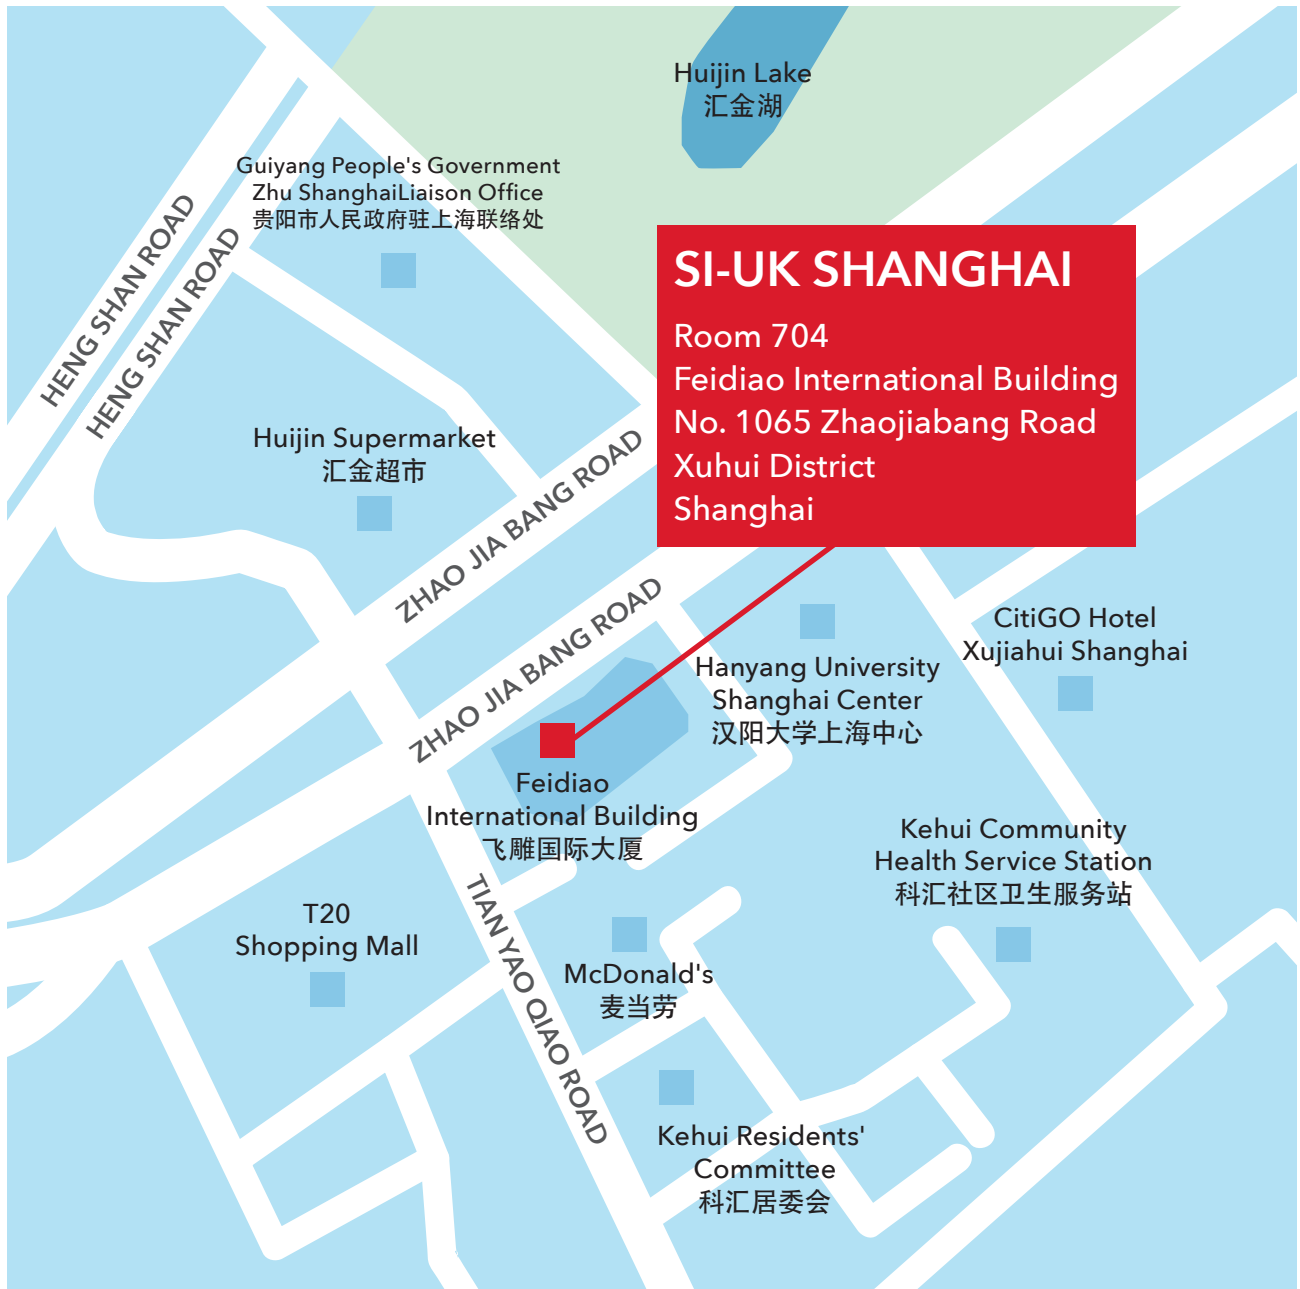 Huijin Lake
汇金湖
Guiyang People's Government
Zhu ShanghaiLiaison Office
贵阳市人民政府驻上海联络处
HENG SHAN ROAD
HENG SHAN ROAD
SI-UK SHANGHAI
Room 704
Feidiao International Building
No. 1065 Zhaojiabang Road
Xuhui District
Shanghai
Huijin Supermarket
汇金超市
ZHAO JIA BANG ROAD
ZHAO JIA BANG ROAD
CitiGO Hotel
Xujiahui Shanghai
Hanyang University
Shanghai Center
汉阳大学上海中心
Feidiao
International Building
飞雕国际大厦
Kehui Community
Health Service Station
科汇社区卫生服务站
T20
Shopping Mall
TIAN YAO QIAO ROAD
McDonald's
麦当劳
Kehui Residents'
Committee
科汇居委会